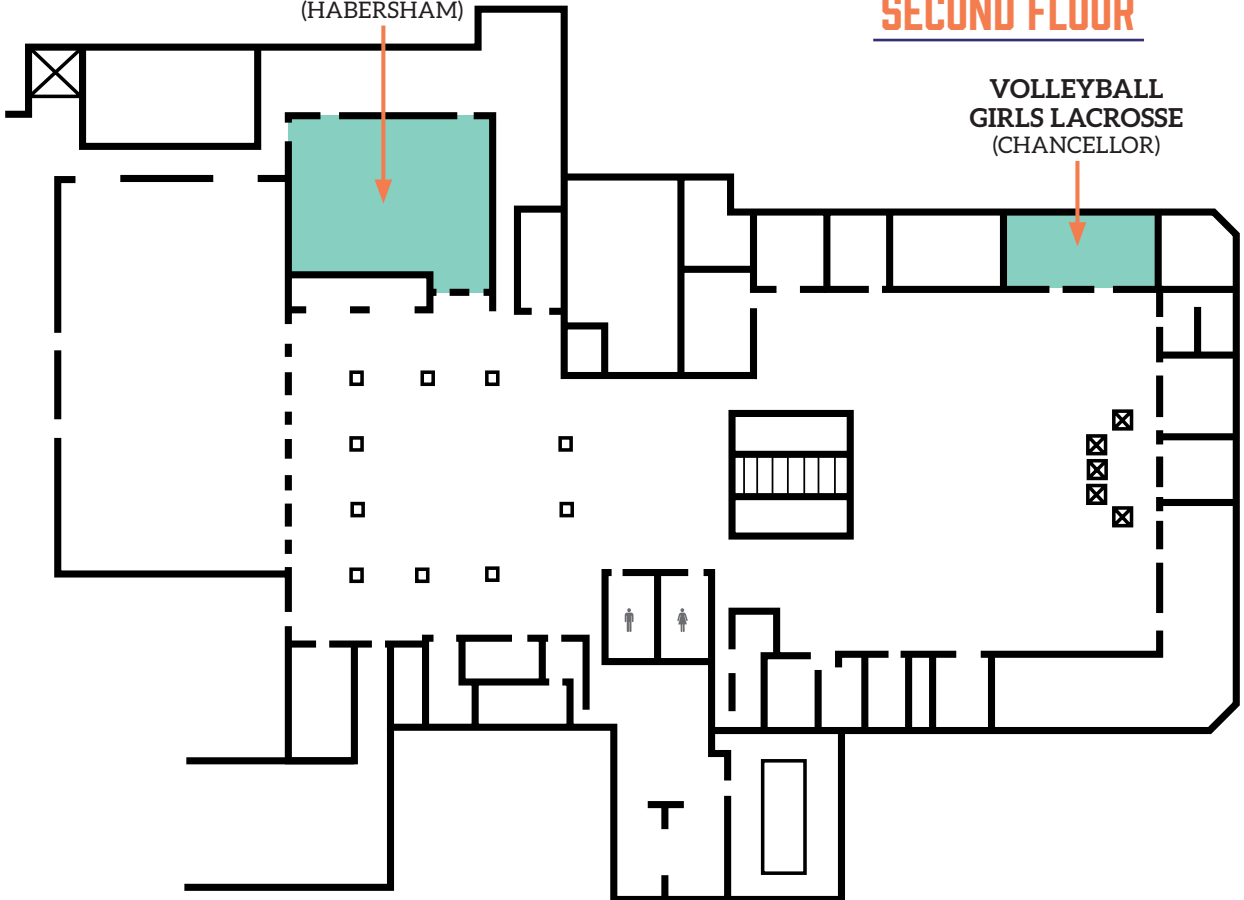 (HABERSHAM)
SECOND FLOOR
VOLLEYBALL
GIRLS LACROSSE
(CHANCELLOR)